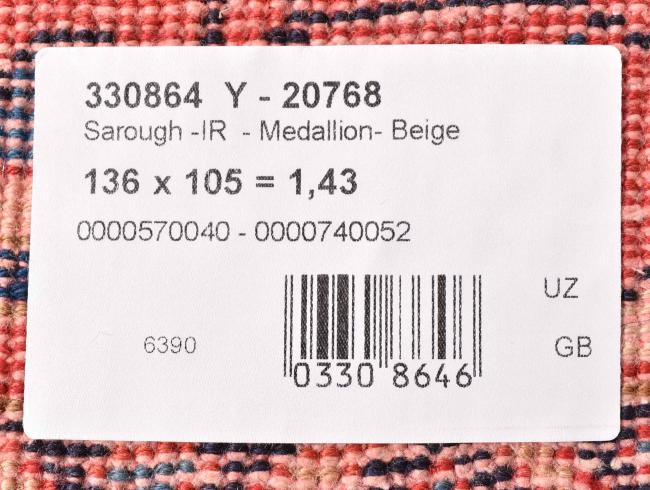 330864 Y - 20768
Sarough -IR - Medallion- Beige
136 x 105 = 1,43
0000570040 - 0000740052
UZ
6390
GB
0330 8646